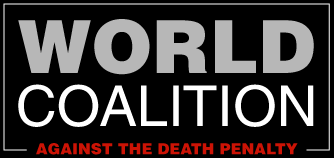 WORLD
COALITION
AGAINST THE DEATH PENALTY